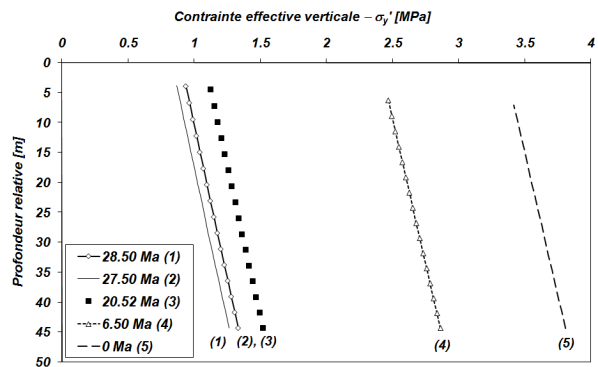 Contrainte effective verticale – σy' [MPa]
0 0.5 1 1.5 2 2.5 3 3.5 4
Profondeur relative [m]
0
5
10
15
20
25
30
35
40
45
50
28.50 Ma (1)
27.50 Ma (2)
20.52 Ma (3)
6.50 Ma (4)
0 Ma (5)
(1) (2), (3) (4) (5)